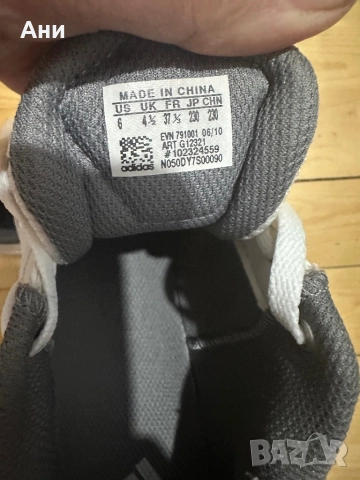 Ани
MADE IN CHINA
US UK FR JP CHN
6 4½ 37⅓ 230 230
EVN 791001 06/10
ART G12321
#102324559
N050DY7S00090
adidas
BAZAR